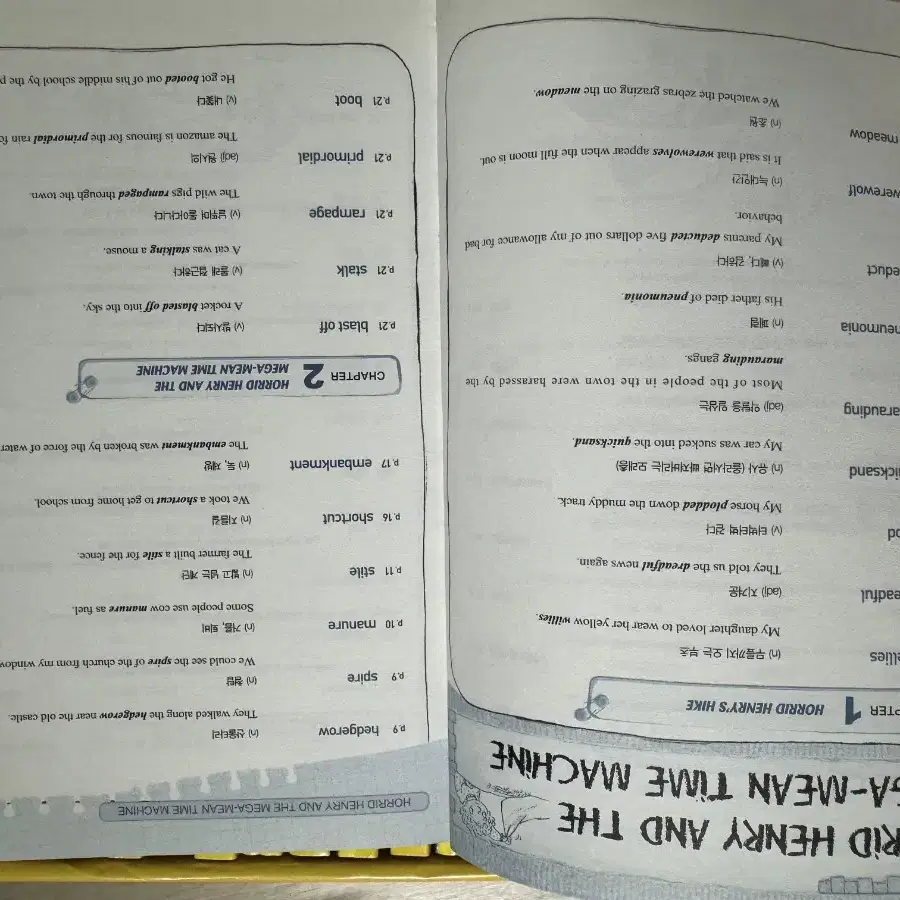 RID HENRY AND THE
GA-MEAN TIME MACHINE
PTER 1 HORRID HENRY'S HIKE
ellies (n) 무릎까지 오는 부츠
My daughter loved to wear her yellow willies.
eadful (adj) 지겨운
They told us the dreadful news again.
od (v) 터벅터벅 걷다
My horse plodded down the muddy track.
icksand (n) 유사 (올라서면 빠져버리는 모래층)
My car was sucked into the quicksand.
arauding (adj) 약탈을 일삼는
Most of the people in the town were harassed by the
marauding gangs.
neumonia (n) 폐렴
His father died of pneumonia.
educt (v) 빼다, 감하다
My parents deducted five dollars out of my allowance for bad
behavior.
werewolf (n) 늑대인간
It is said that werewolves appear when the full moon is out.
meadow (n) 초원
We watched the zebras grazing on the meadow.
HORRID HENRY AND THE MEGA-MEAN TIME MACHINE
P.9 hedgerow (n) 산울타리
They walked along the hedgerow near the old castle.
P.9 spire (n) 첨탑
We could see the spire of the church from my window
P.10 manure (n) 거름, 퇴비
Some people use cow manure as fuel.
P.11 stile (n) 밟고 넘는 계단
The farmer built a stile for the fence.
P.16 shortcut (n) 지름길
We took a shortcut to get home from school.
P.17 embankment (n) 둑, 제방
The embankment was broken by the force of water
CHAPTER 2 HORRID HENRY AND THE
MEGA-MEAN TIME MACHINE
P.21 blast off (v) 발사되다
A rocket blasted off into the sky.
P.21 stalk (v) 몰래 접근하다
A cat was stalking a mouse.
P.21 rampage (v) 날뛰며 돌아다니다
The wild pigs rampaged through the town.
P.21 primordial (adj) 원시의
The amazon is famous for the primordial rain fo
P.21 boot (v) 내쫓다
He got booted out of his middle school by the p